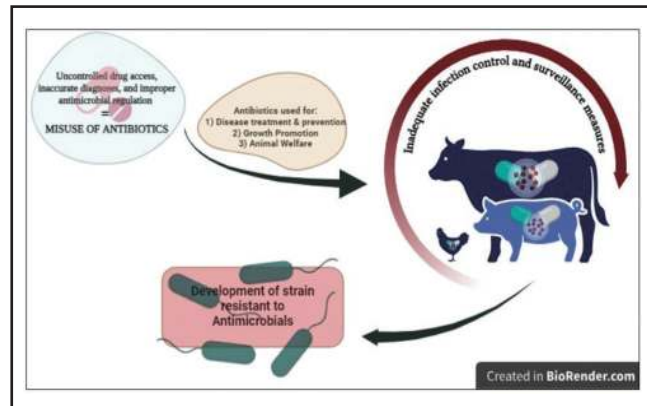 Uncontrolled drug access,
inaccurate diagnoses, and improper
antimicrobial regulation
=
MISUSE OF ANTIBIOTICS
Antibiotics used for:
1) Disease treatment & prevention
2) Growth Promotion
3) Animal Welfare
Inadequate infection control and surveillance measures
Development of strain
resistant to
Antimicrobials
Created in BioRender.com